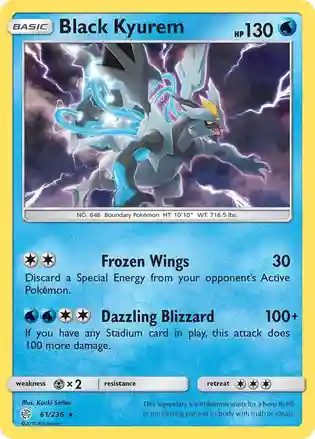 BASIC Black Kyurem HP130
NO. 646 Boundary Pokémon HT: 10'10" WT: 716.5 lbs.
Frozen Wings 30
Discard a Special Energy from your opponent's Active
Pokémon.
Dazzling Blizzard 100+
If you have any Stadium card in play, this attack does
100 more damage.
weakness ×2 resistance retreat
Illus. Kouki Saitou
61/236 ★
This legendary